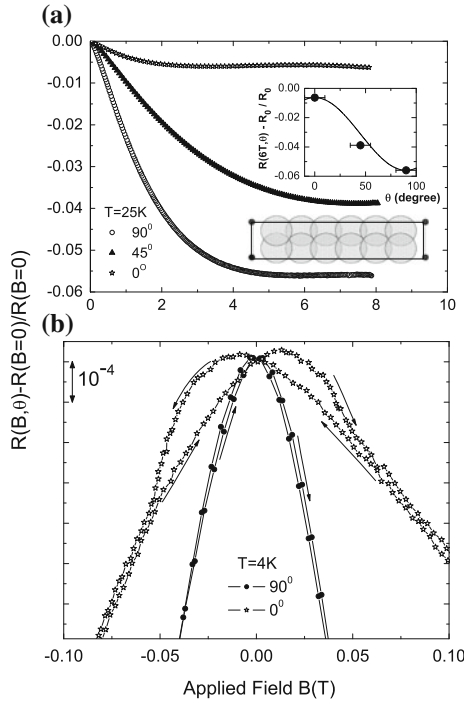 (a)
0.00
-0.01
-0.02
-0.03
-0.04
-0.05
-0.06
0 2 4 6 8 10
T=25K
90⁰
45⁰
0⁰
R(6T,θ) - R₀ / R₀
0.00
-0.02
-0.04
-0.06
0 50 100
θ (degree)
R(B,θ)-R(B=0)/R(B=0)
(b)
10⁻⁴
T=4K
90⁰
0⁰
-0.10 -0.05 0.00 0.05 0.10
Applied Field B(T)